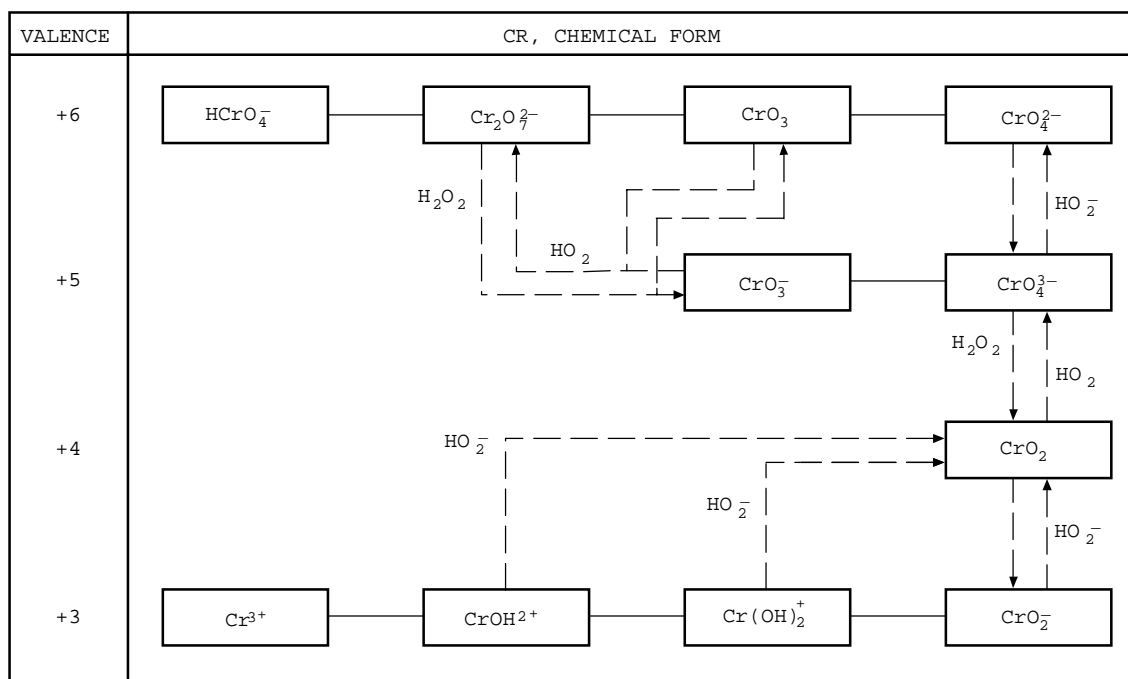 VALENCE CR, CHEMICAL FORM
+6 HCrO₄⁻ Cr₂O₇²⁻ CrO₃ CrO₄²⁻
H₂O₂ HO₂⁻
HO₂
+5 CrO₃⁻ CrO₄³⁻
H₂O₂ HO₂
+4 HO₂⁻ CrO₂
HO₂⁻ HO₂⁻
+3 Cr³⁺ CrOH²⁺ Cr(OH)₂⁺ CrO₂⁻